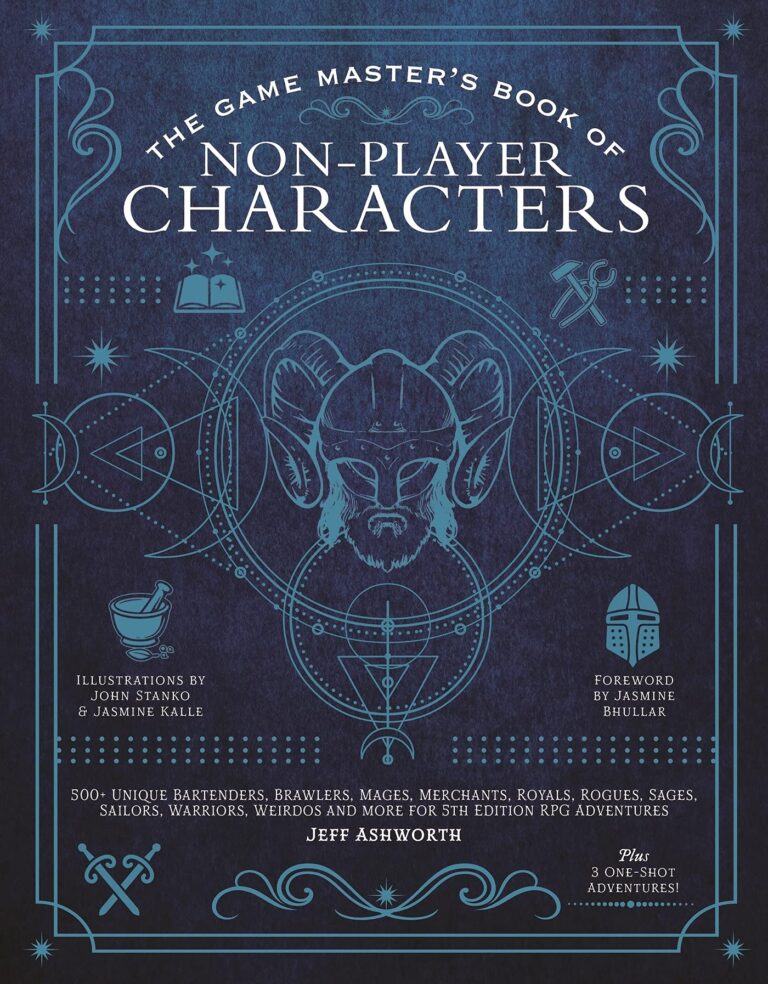 THE GAME MASTER'S BOOK OF
NON-PLAYER
CHARACTERS
ILLUSTRATIONS BY
JOHN STANKO
& JASMINE KALLE
FOREWORD
BY JASMINE
BHULLAR
500+ UNIQUE BARTENDERS, BRAWLERS, MAGES, MERCHANTS, ROYALS, ROGUES, SAGES,
SAILORS, WARRIORS, WEIRDOS AND MORE FOR 5TH EDITION RPG ADVENTURES
JEFF ASHWORTH
Plus
3 ONE-SHOT
ADVENTURES!